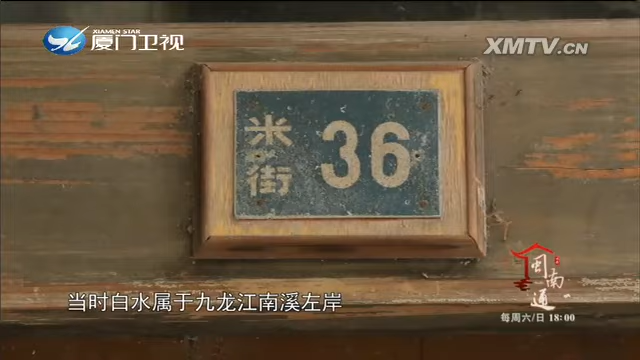 XIAMEN STAR
厦门卫视
XMTV.CN
米街 36
闽南通
每周六/日 18:00
当时白水属于九龙江南溪左岸